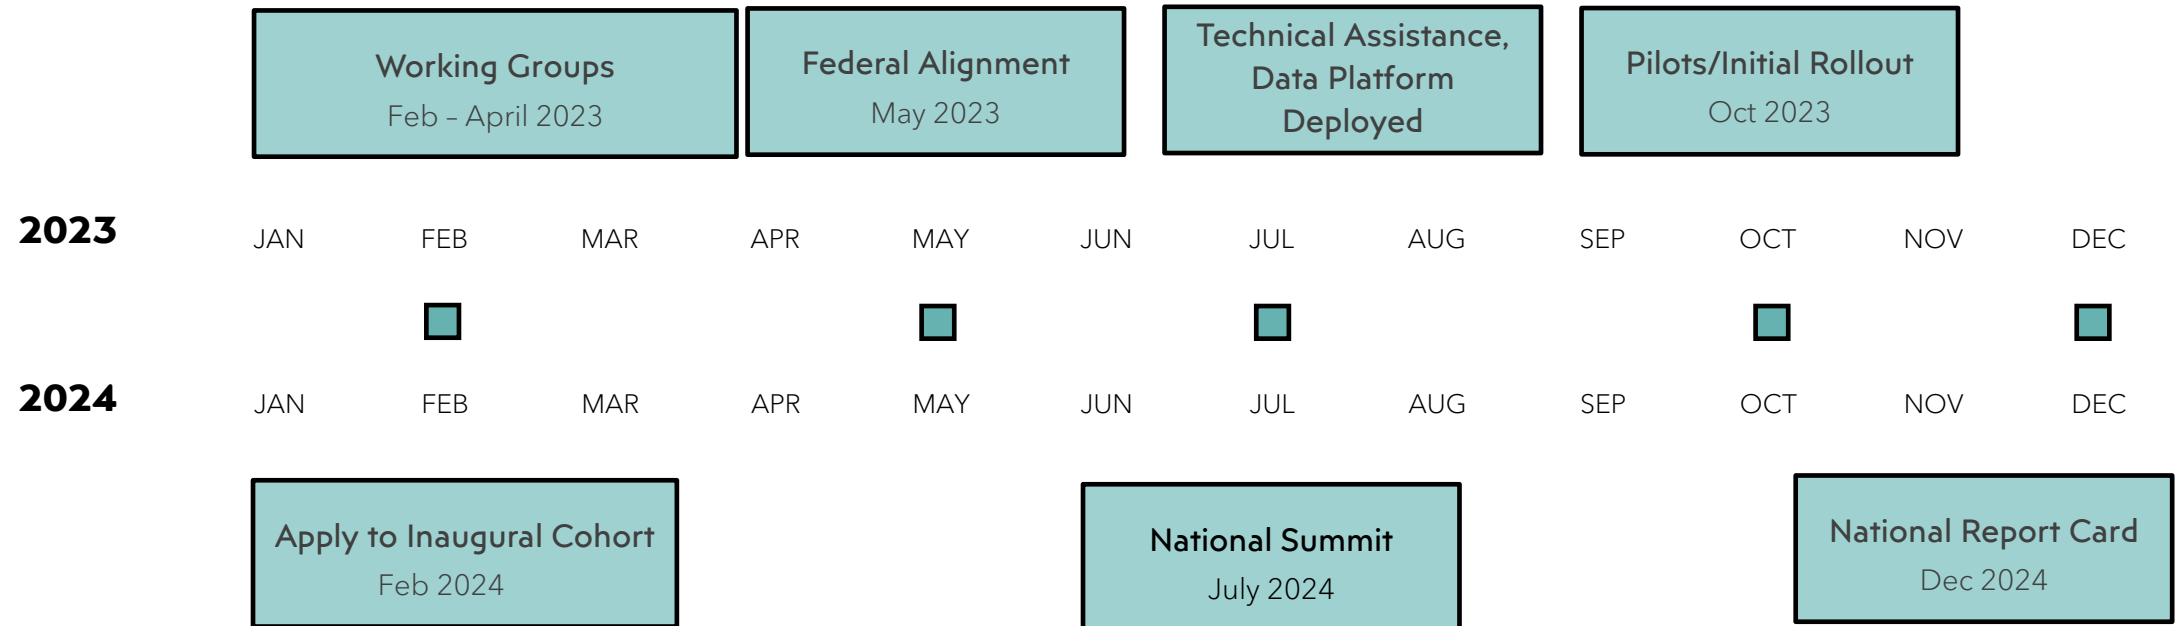 Working Groups
Feb – April 2023
Federal Alignment
May 2023
Technical Assistance,
Data Platform
Deployed
Pilots/Initial Rollout
Oct 2023
2023 JAN FEB MAR APR MAY JUN JUL AUG SEP OCT NOV DEC
2024 JAN FEB MAR APR MAY JUN JUL AUG SEP OCT NOV DEC
Apply to Inaugural Cohort
Feb 2024
National Summit
July 2024
National Report Card
Dec 2024